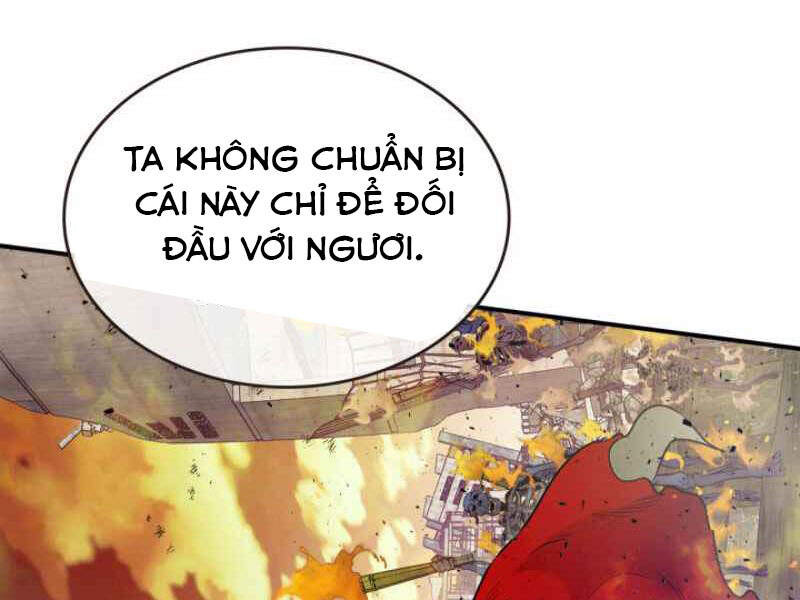 TA KHÔNG CHUẨN BỊ
CÁI NÀY CHỈ ĐỂ ĐỐI
ĐẦU VỚI NGƯƠI.